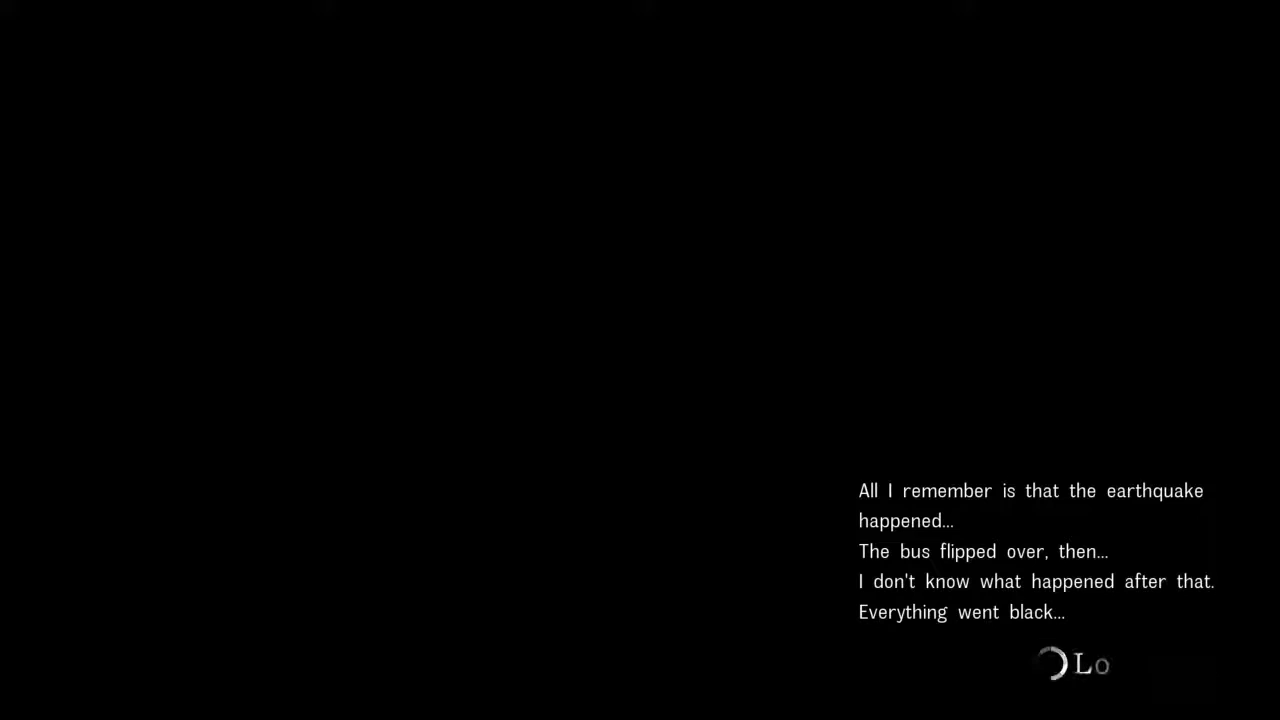 All I remember is that the earthquake
happened...
The bus flipped over, then...
I don't know what happened after that.
Everything went black...
Lo